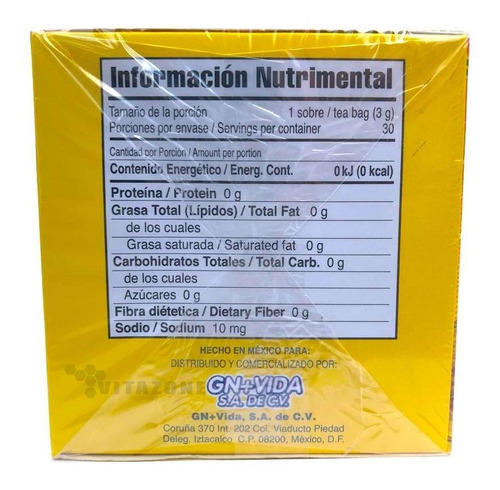 Información Nutrimental
Tamaño de la porción 1 sobre / tea bag (3 g)
Porciones por envase / Servings per container 30
Cantidad por Porción / Amount per portion
Contenido Energético / Energ. Cont. 0 kJ (0 kcal)
Proteína / Protein 0 g
Grasa Total (Lípidos) / Total Fat 0 g
de los cuales
Grasa saturada / Saturated fat 0 g
Carbohidratos Totales / Total Carb. 0 g
de los cuales
Azúcares 0 g
Fibra diétetica / Dietary Fiber 0 g
Sodio / Sodium 10 mg
HECHO EN MÉXICO PARA:
DISTRIBUIDO Y COMERCIALIZADO POR:
VITAZONE
GN+VIDA
S.A. DE C.V.
GN+Vida, S.A. de C.V.
Coruña 370 Int. 202 Col. Viaducto Piedad
Deleg. Iztacalco C.P. 08200, México, D.F.